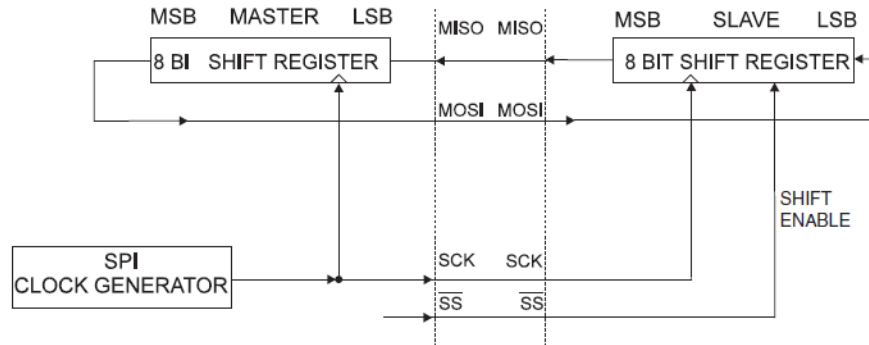 MSB MASTER LSB
MISO MISO
MSB SLAVE LSB
8 BI SHIFT REGISTER
8 BIT SHIFT REGISTER
MOSI MOSI
SHIFT
ENABLE
SPI
CLOCK GENERATOR
SCK SCK
SS SS